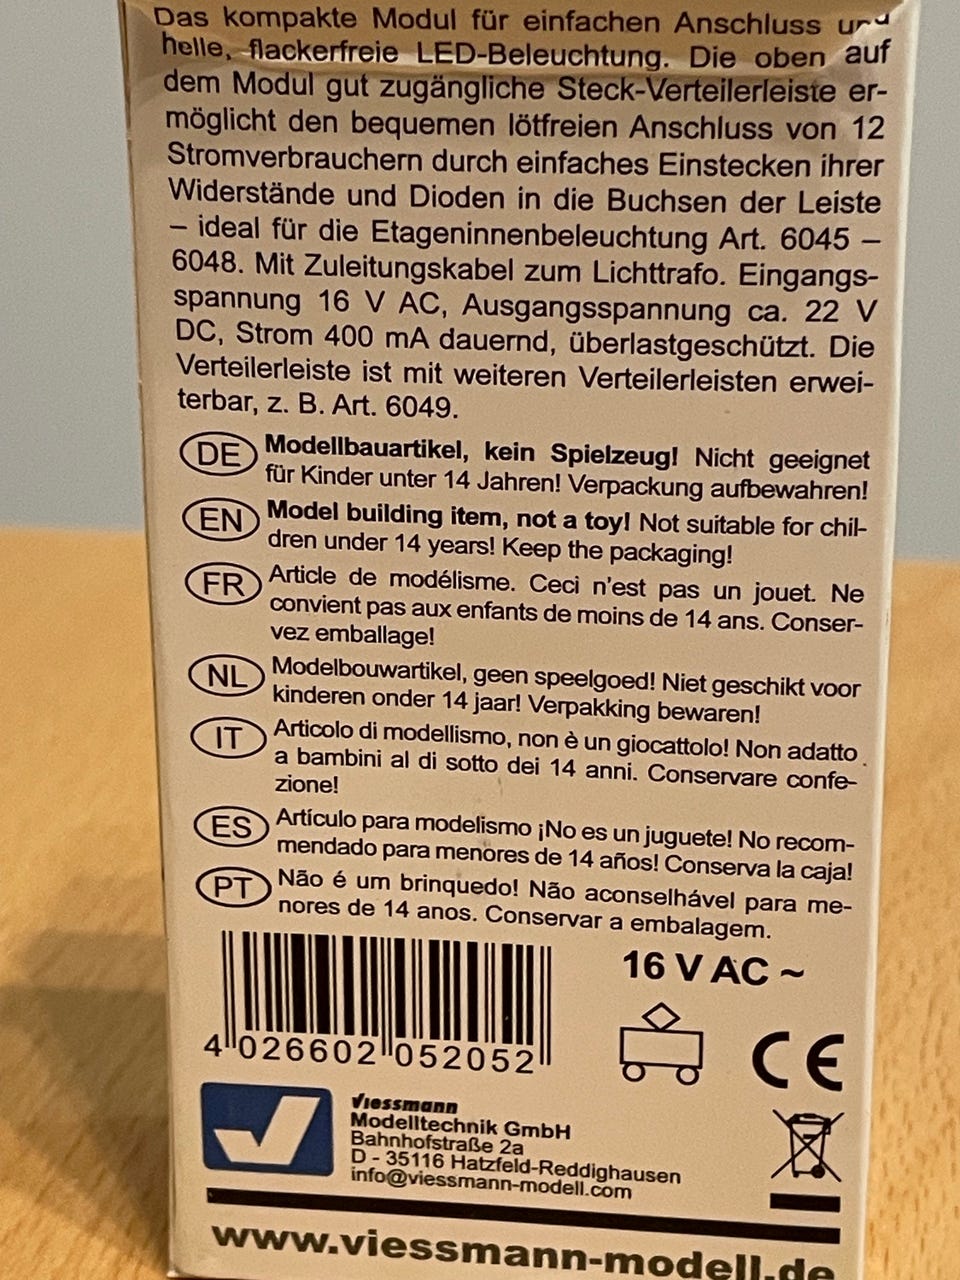 Das kompakte Modul für einfachen Anschluss und
helle, flackerfreie LED-Beleuchtung. Die oben auf
dem Modul gut zugängliche Steck-Verteilerleiste er-
möglicht den bequemen lötfreien Anschluss von 12
Stromverbrauchern durch einfaches Einstecken ihrer
Widerstände und Dioden in die Buchsen der Leiste
– ideal für die Etageninnenbeleuchtung Art. 6045 –
6048. Mit Zuleitungskabel zum Lichttrafo. Eingangs-
spannung 16 V AC, Ausgangsspannung ca. 22 V
DC, Strom 400 mA dauernd, überlastgeschützt. Die
Verteilerleiste ist mit weiteren Verteilerleisten erwei-
terbar, z. B. Art. 6049.
DE Modellbauartikel, kein Spielzeug! Nicht geeignet
für Kinder unter 14 Jahren! Verpackung aufbewahren!
EN Model building item, not a toy! Not suitable for chil-
dren under 14 years! Keep the packaging!
FR Article de modélisme. Ceci n'est pas un jouet. Ne
convient pas aux enfants de moins de 14 ans. Conser-
vez emballage!
NL Modelbouwartikel, geen speelgoed! Niet geschikt voor
kinderen onder 14 jaar! Verpakking bewaren!
IT Articolo di modellismo, non è un giocattolo! Non adatto
a bambini al di sotto dei 14 anni. Conservare confe-
zione!
ES Artículo para modelismo ¡No es un juguete! No recom-
mendado para menores de 14 años! Conserva la caja!
PT Não é um brinquedo! Não aconselhável para me-
nores de 14 anos. Conservar a embalagem.
16 V AC ~
4 026602 052052
CE
Viessmann
Modelltechnik GmbH
Bahnhofstraße 2a
D - 35116 Hatzfeld-Reddighausen
info@viessmann-modell.com
www.viessmann-modell.de